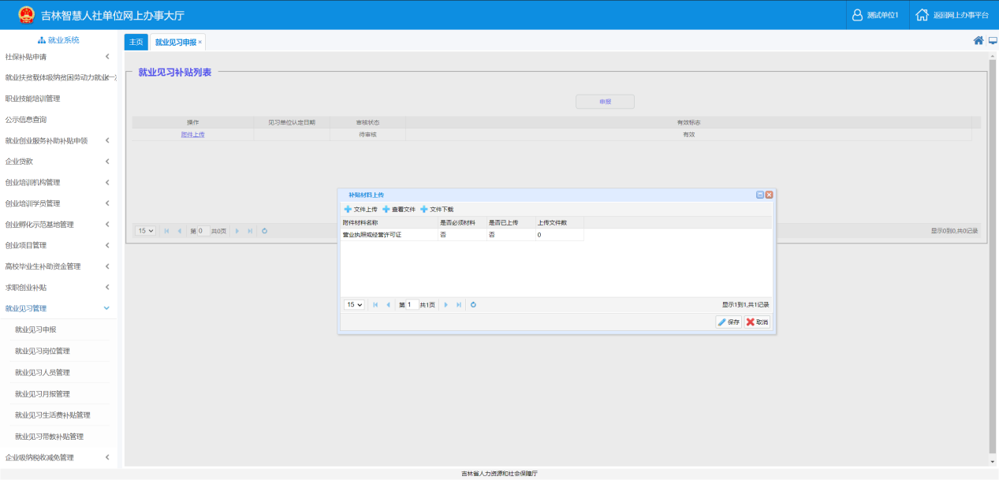 吉林智慧人社单位网上办事大厅
测试单位1
返回网上办事平台
就业系统
主页
就业见习申报×
社保补贴申请
就业扶贫载体吸纳贫困劳动力就业一次
职业技能培训管理
公示信息查询
就业创业服务补助补贴申领
企业贷款
创业培训机构管理
创业培训学员管理
创业孵化示范基地管理
创业项目管理
高校毕业生补助资金管理
求职创业补贴
就业见习管理
就业见习申报
就业见习岗位管理
就业见习人员管理
就业见习月报管理
就业见习生活费补贴管理
就业见习带教补贴管理
企业吸纳税收减免管理
就业见习补贴列表
申报
操作 见习单位认定日期 审核状态 有效标志
附件上传 待审核 有效
15 第 0 共0页 显示0到0,共0记录
补贴材料上传
文件上传 查看文件 文件下载
附件材料名称 是否必须材料 是否已上传 上传文件数
营业执照或经营许可证 否 否 0
15 第 1 共1页 显示1到1,共1记录
保存 取消
吉林省人力资源和社会保障厅